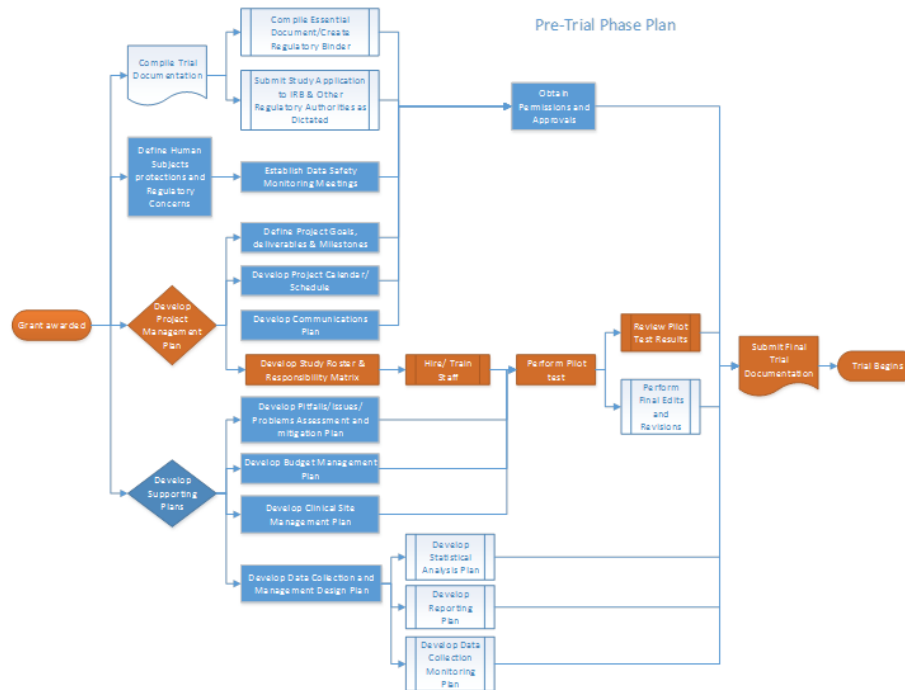 Pre-Trial Phase Plan
Compile Essential
Document/Create
Regulatory Binder
Compile Trial
Documentation
Submit Study Application
to IRB & Other
Regulatory Authorities as
Dictated
Obtain
Permissions and
Approvals
Define Human
Subjects
protections and
Regulatory
Concerns
Establish Data Safety
Monitoring Meetings
Define Project Goals,
deliverables & Milestones
Develop Project Calendar/
Schedule
Develop
Project
Management
Plan
Grant awarded
Develop Communications
Plan
Develop Study Roster &
Responsibility Matrix
Hire/ Train
Staff
Perform Pilot
test
Review Pilot
Test Results
Submit Final
Trial
Documentation
Trial Begins
Perform
Final Edits
and
Revisions
Develop Pitfalls/Issues/
Problems Assessment and
mitigation Plan
Develop Budget Management
Plan
Develop
Supporting
Plans
Develop Clinical Site
Management Plan
Develop Data Collection and
Management Design Plan
Develop
Statistical
Analysis Plan
Develop
Reporting
Plan
Develop Data
Collection
Monitoring
Plan